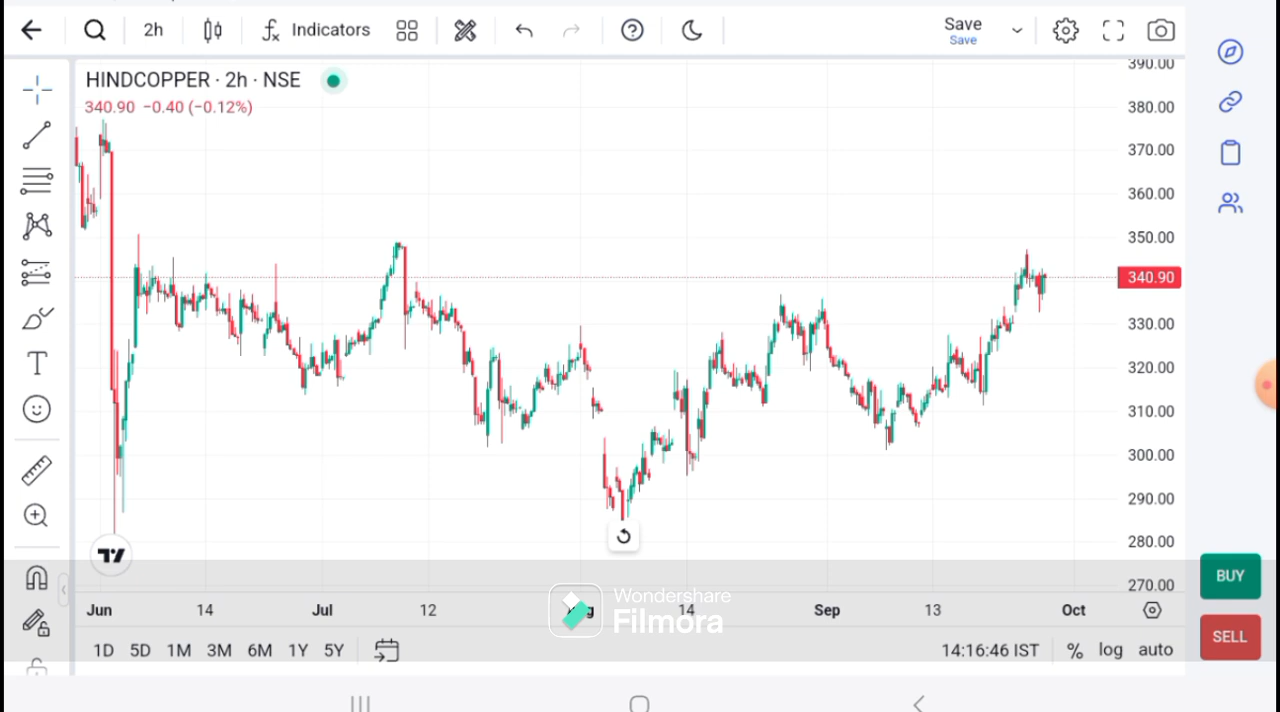 2h
Indicators
Save
Save
HINDCOPPER · 2h · NSE
340.90 −0.40 (−0.12%)
390.00
380.00
370.00
360.00
350.00
340.90
330.00
320.00
310.00
300.00
290.00
280.00
270.00
T
BUY
SELL
Jun 14 Jul 12 14 Sep 13 Oct
Wondershare
Filmora
1D 5D 1M 3M 6M 1Y 5Y
14:16:46 IST % log auto